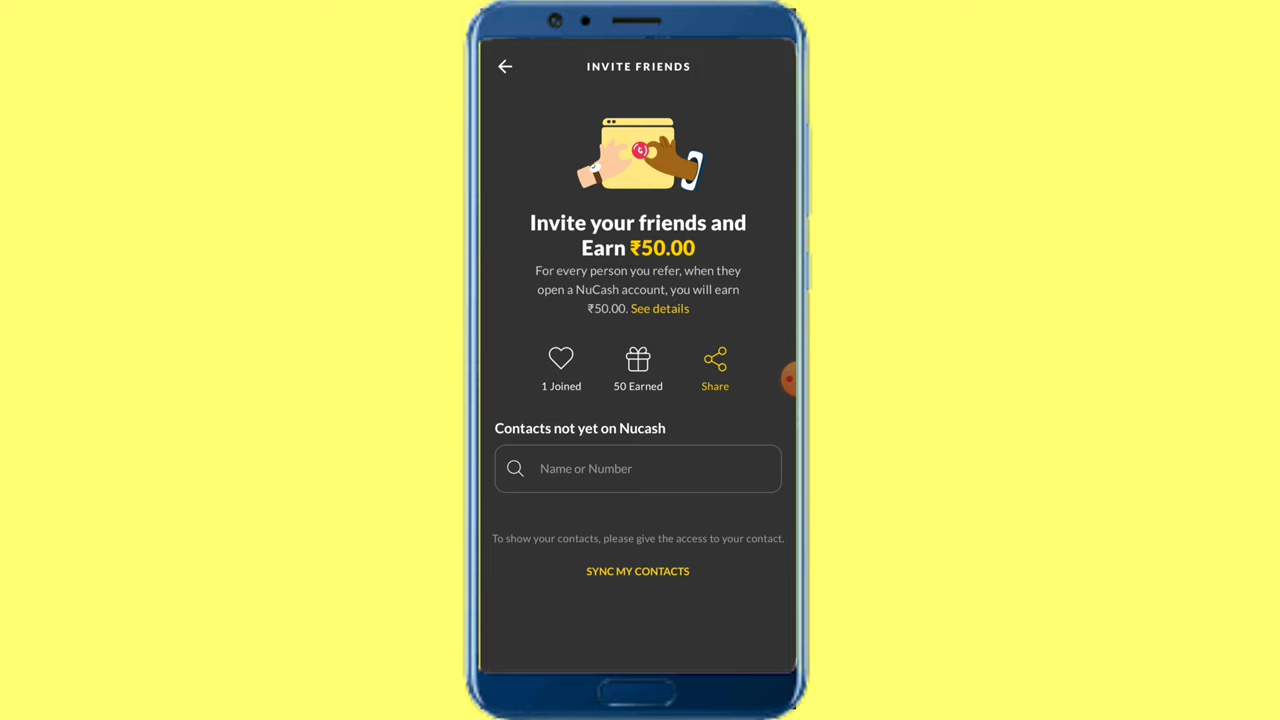 INVITE FRIENDS
Invite your friends and
Earn ₹50.00
For every person you refer, when they
open a NuCash account, you will earn
₹50.00. See details
1 Joined
50 Earned
Share
Contacts not yet on Nucash
Name or Number
To show your contacts, please give the access to your contact.
SYNC MY CONTACTS